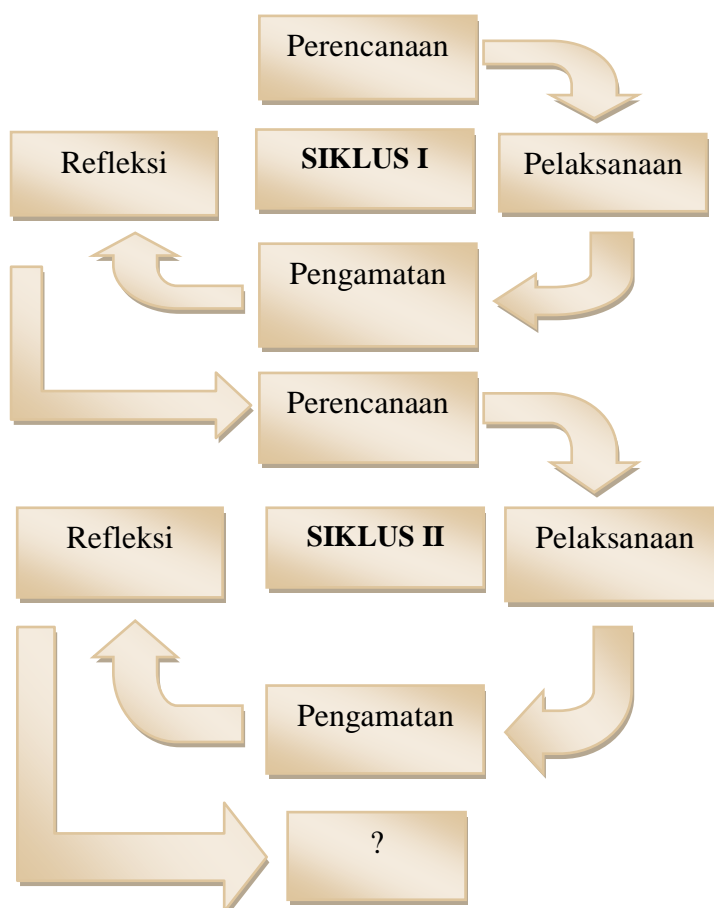 Perencanaan
Refleksi
SIKLUS I
Pelaksanaan
Pengamatan
Perencanaan
Refleksi
SIKLUS II
Pelaksanaan
Pengamatan
?